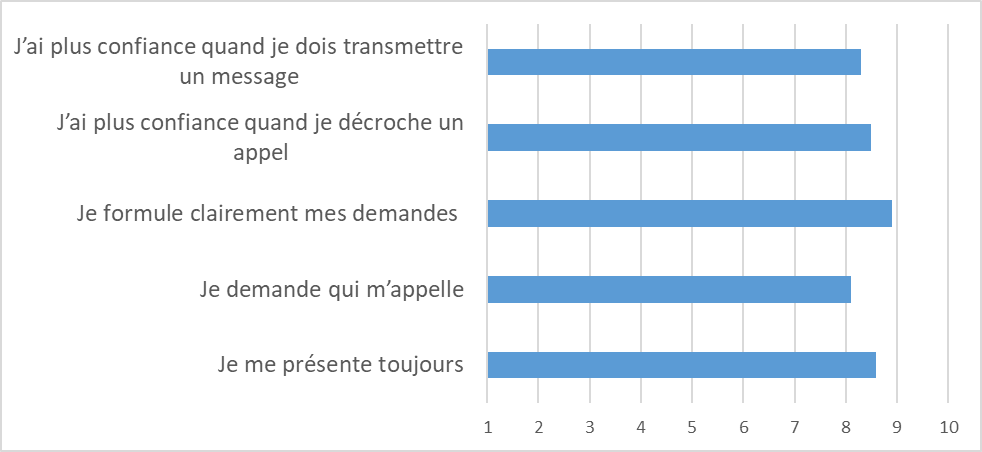 J’ai plus confiance quand je dois transmettre
un message
J’ai plus confiance quand je décroche un
appel
Je formule clairement mes demandes
Je demande qui m’appelle
Je me présente toujours
1 2 3 4 5 6 7 8 9 10